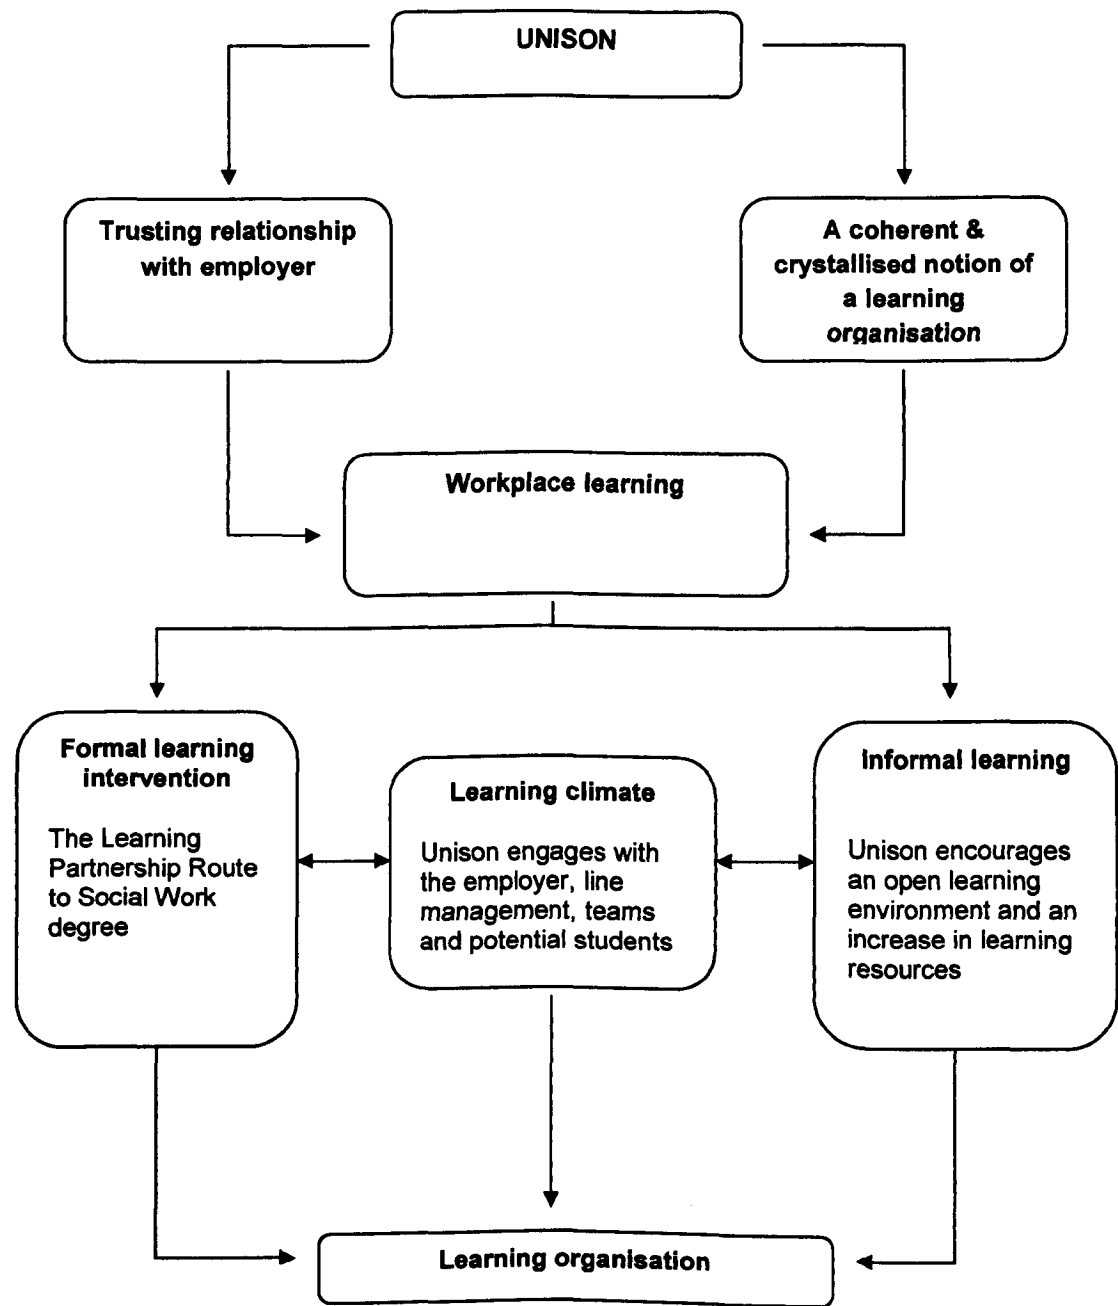 UNISON
Trusting relationship
with employer
A coherent &
crystallised notion of
a learning
organisation
Workplace learning
Formal learning
intervention
The Learning
Partnership Route
to Social Work
degree
Learning climate
Unison engages with
the employer, line
management, teams
and potential students
Informal learning
Unison encourages
an open learning
environment and an
increase in learning
resources
Learning organisation